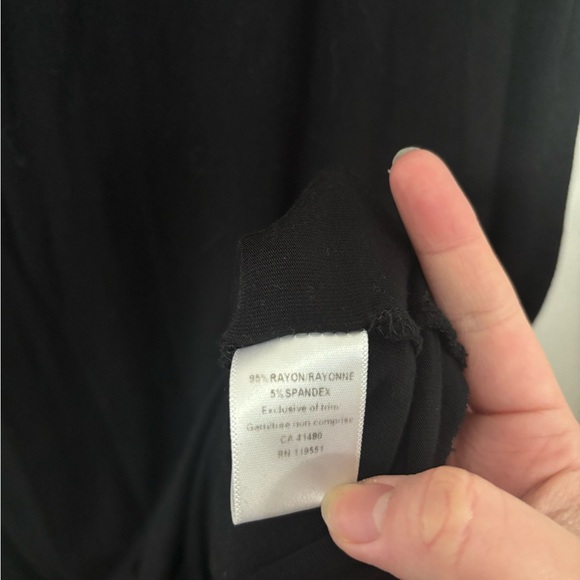 95% RAYON/RAYONNE
5% SPANDEX
Exclusive of trim
Garniture non comprise
CA 41480
RN 119551